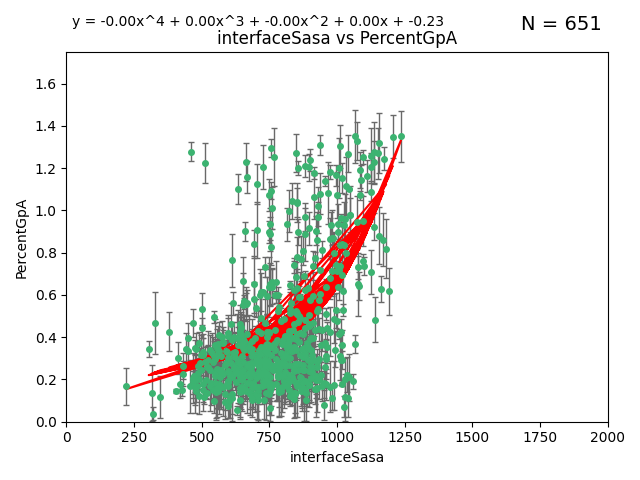 y = -0.00x^4 + 0.00x^3 + -0.00x^2 + 0.00x + -0.23
N = 651
interfaceSasa vs PercentGpA
1.6
1.4
1.2
1.0
0.8
0.6
0.4
0.2
0.0
PercentGpA
0 250 500 750 1000 1250 1500 1750 2000
interfaceSasa